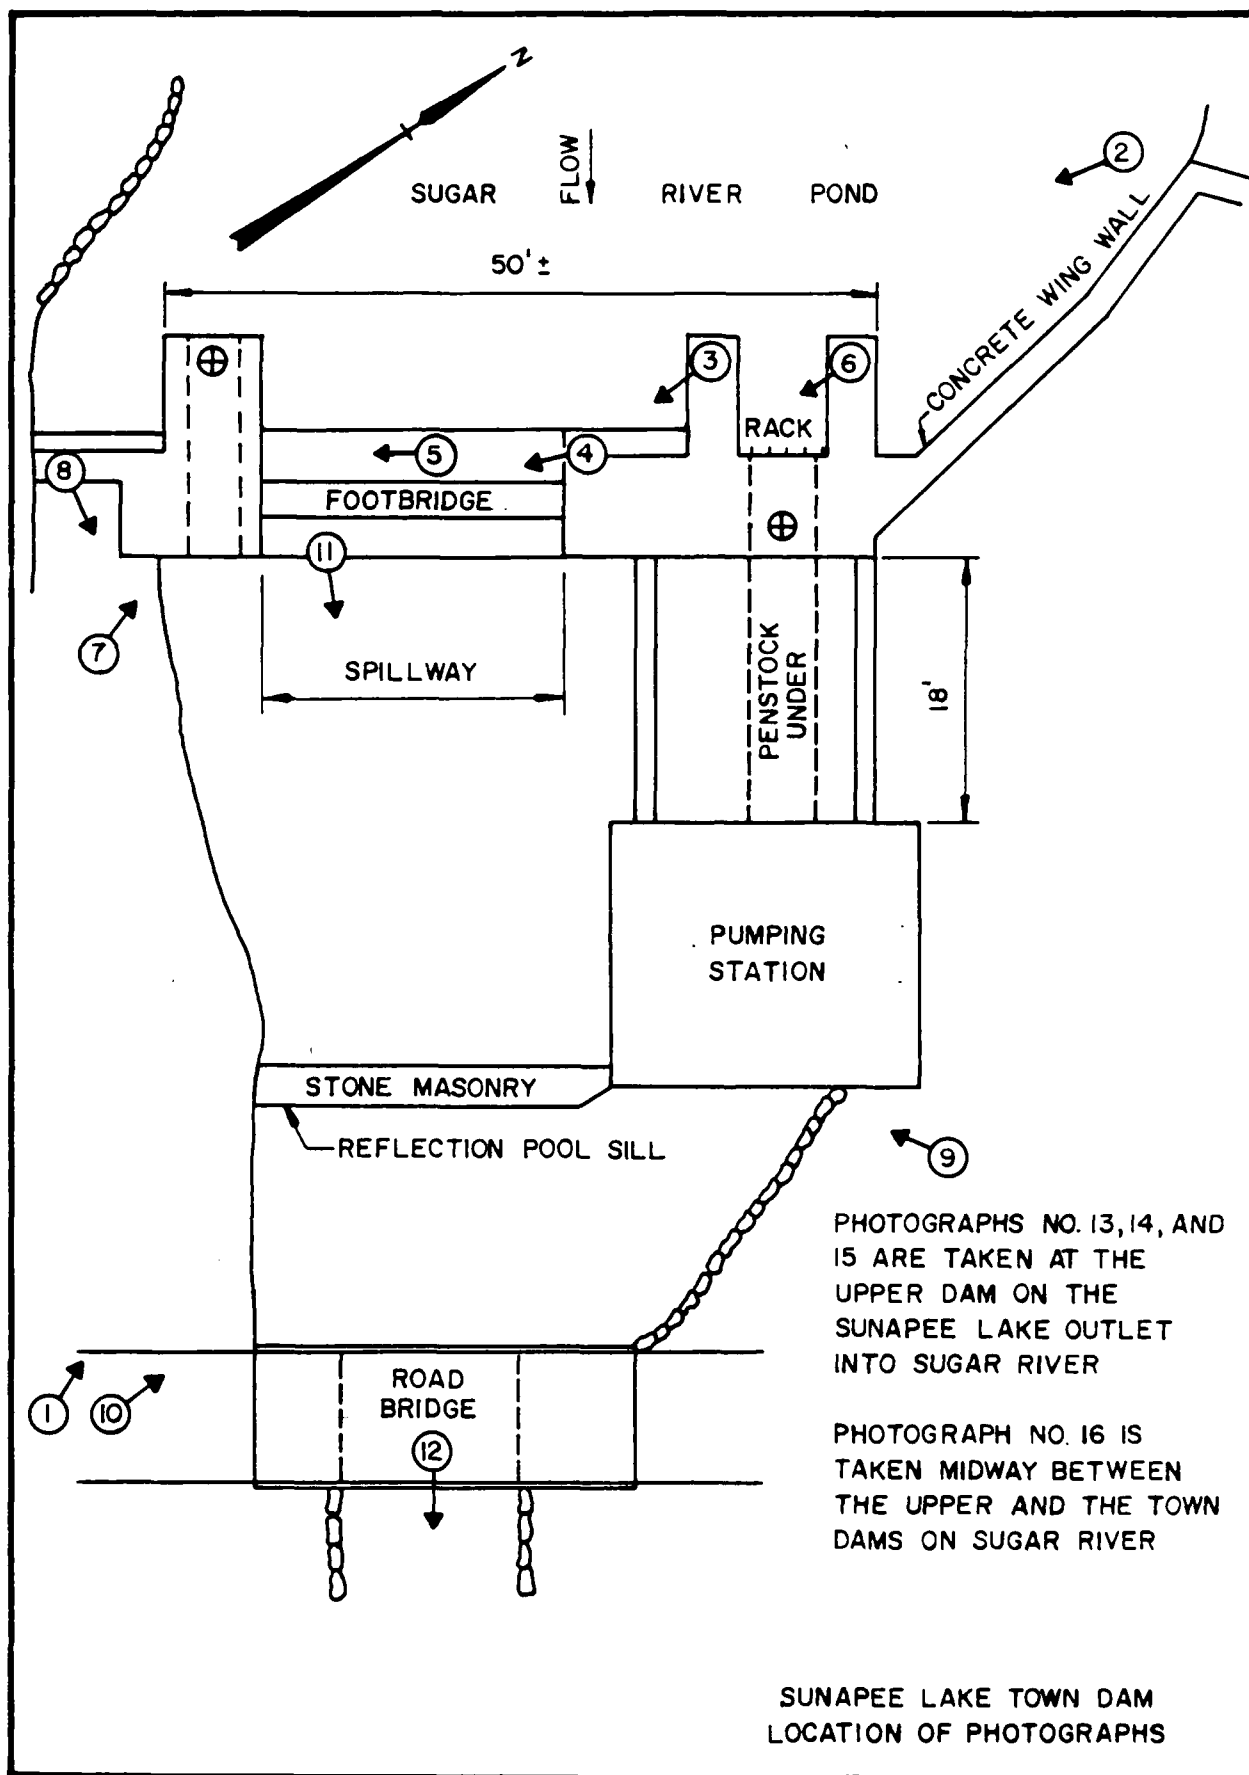 N
2
SUGAR FLOW RIVER POND
50' ±
CONCRETE WING WALL
3
6
RACK
5
4
8
FOOTBRIDGE
11
7
SPILLWAY
PENSTOCK
UNDER
18'
PUMPING
STATION
STONE MASONRY
REFLECTION POOL SILL
9
PHOTOGRAPHS NO. 13, 14, AND
15 ARE TAKEN AT THE
UPPER DAM ON THE
SUNAPEE LAKE OUTLET
INTO SUGAR RIVER
1
10
ROAD
BRIDGE
12
PHOTOGRAPH NO. 16 IS
TAKEN MIDWAY BETWEEN
THE UPPER AND THE TOWN
DAMS ON SUGAR RIVER
SUNAPEE LAKE TOWN DAM
LOCATION OF PHOTOGRAPHS